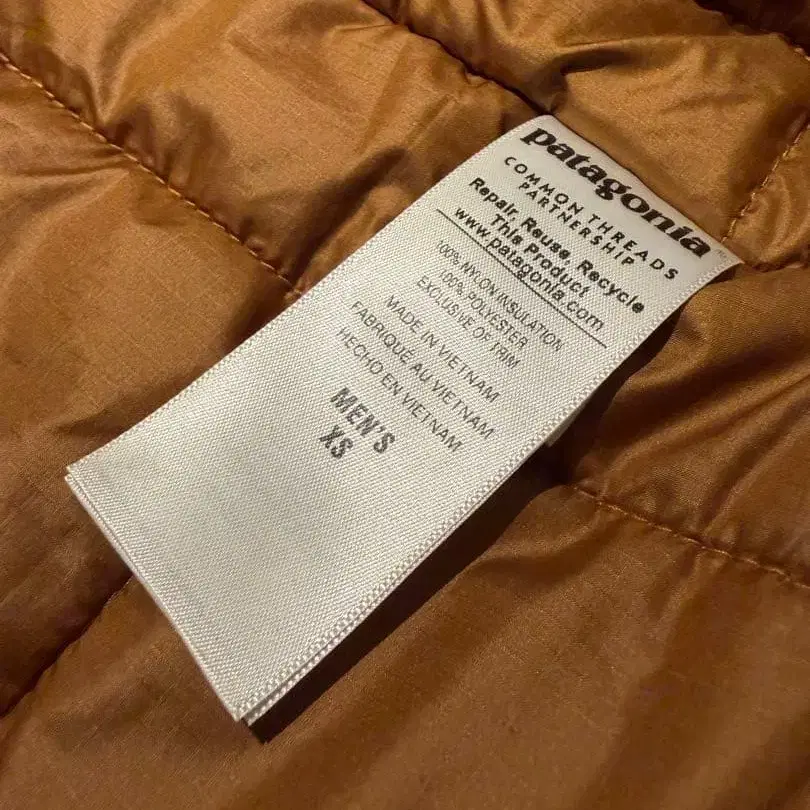 patagonia
COMMON THREADS
PARTNERSHIP
Repair, Reuse, Recycle
This Product
www.patagonia.com
100% NYLON INSULATION
100% POLYESTER
EXCLUSIVE OF TRIM
MADE IN VIETNAM
FABRIQUÉ AU VIETNAM
HECHO EN VIETNAM
MEN'S
XS